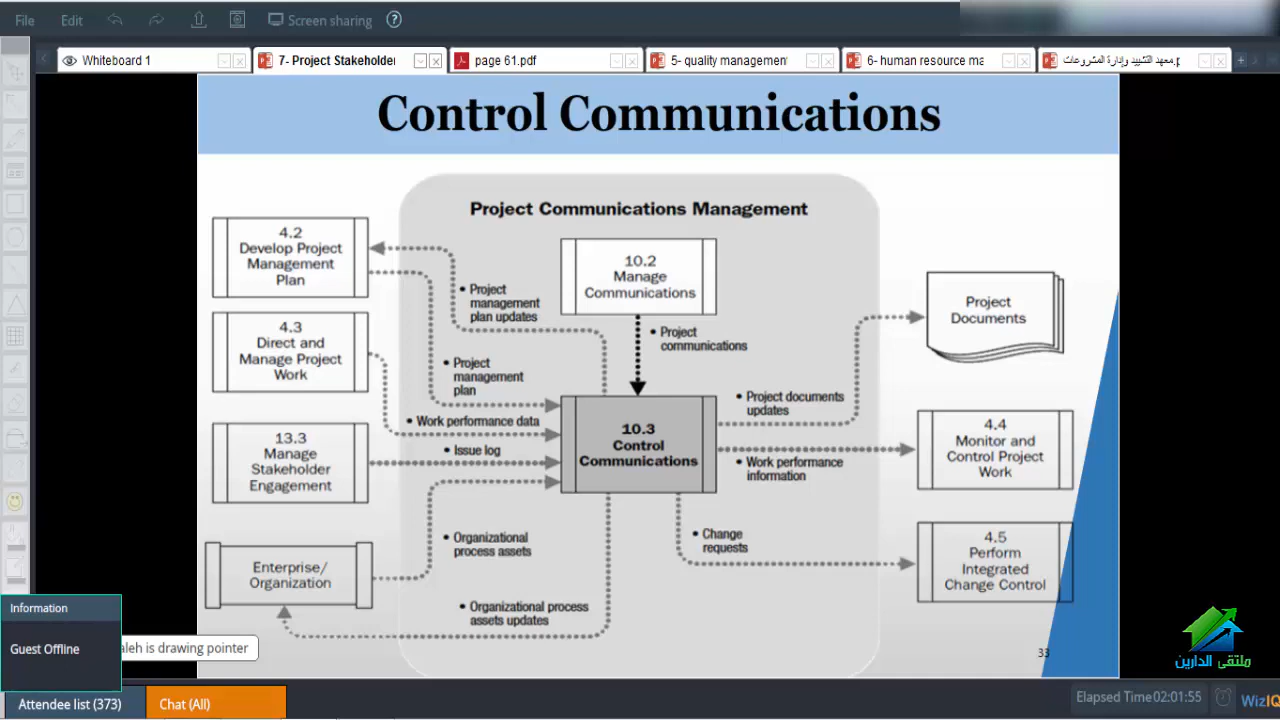 File Edit Screen sharing ?
Whiteboard 1
7- Project Stakeholder
page 61.pdf
5- quality management
6- human resource ma
معهد التشييد وإدارة المشروعات.p
Control Communications
Project Communications Management
4.2
Develop Project
Management
Plan
4.3
Direct and
Manage Project
Work
13.3
Manage
Stakeholder
Engagement
Enterprise/
Organization
• Project
management
plan updates
• Project
management
plan
• Work performance data
• Issue log
• Organizational
process assets
• Organizational process
assets updates
10.2
Manage
Communications
• Project
communications
10.3
Control
Communications
• Project documents
updates
• Work performance
information
• Change
requests
Project
Documents
4.4
Monitor and
Control Project
Work
4.5
Perform
Integrated
Change Control
33
ملتقى الدارين
Information
Guest Offline
aleh is drawing pointer
Attendee list (373)
Chat (All)
Elapsed Time02:01:55
WizIQ